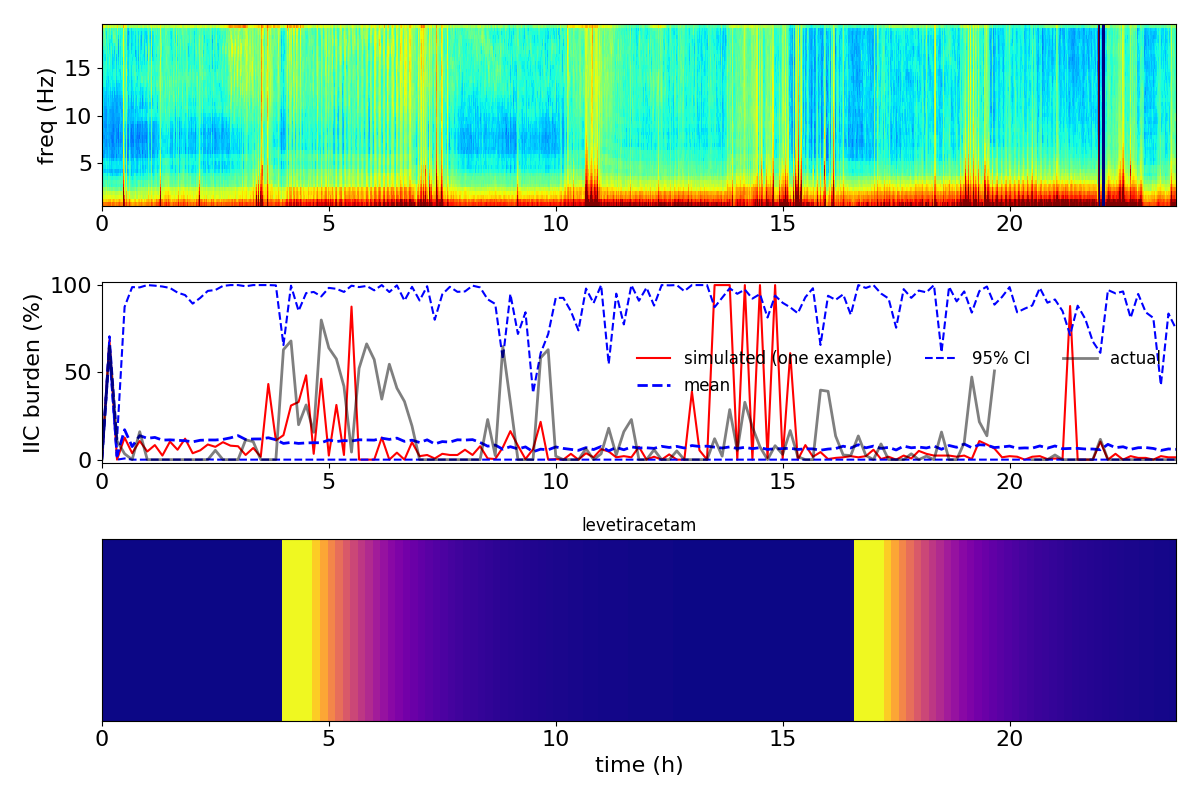 freq (Hz)
15
10
5
0 5 10 15 20
IIC burden (%)
100
50
0
simulated (one example) 95% CI actual
mean
0 5 10 15 20
levetiracetam
0 5 10 15 20
time (h)